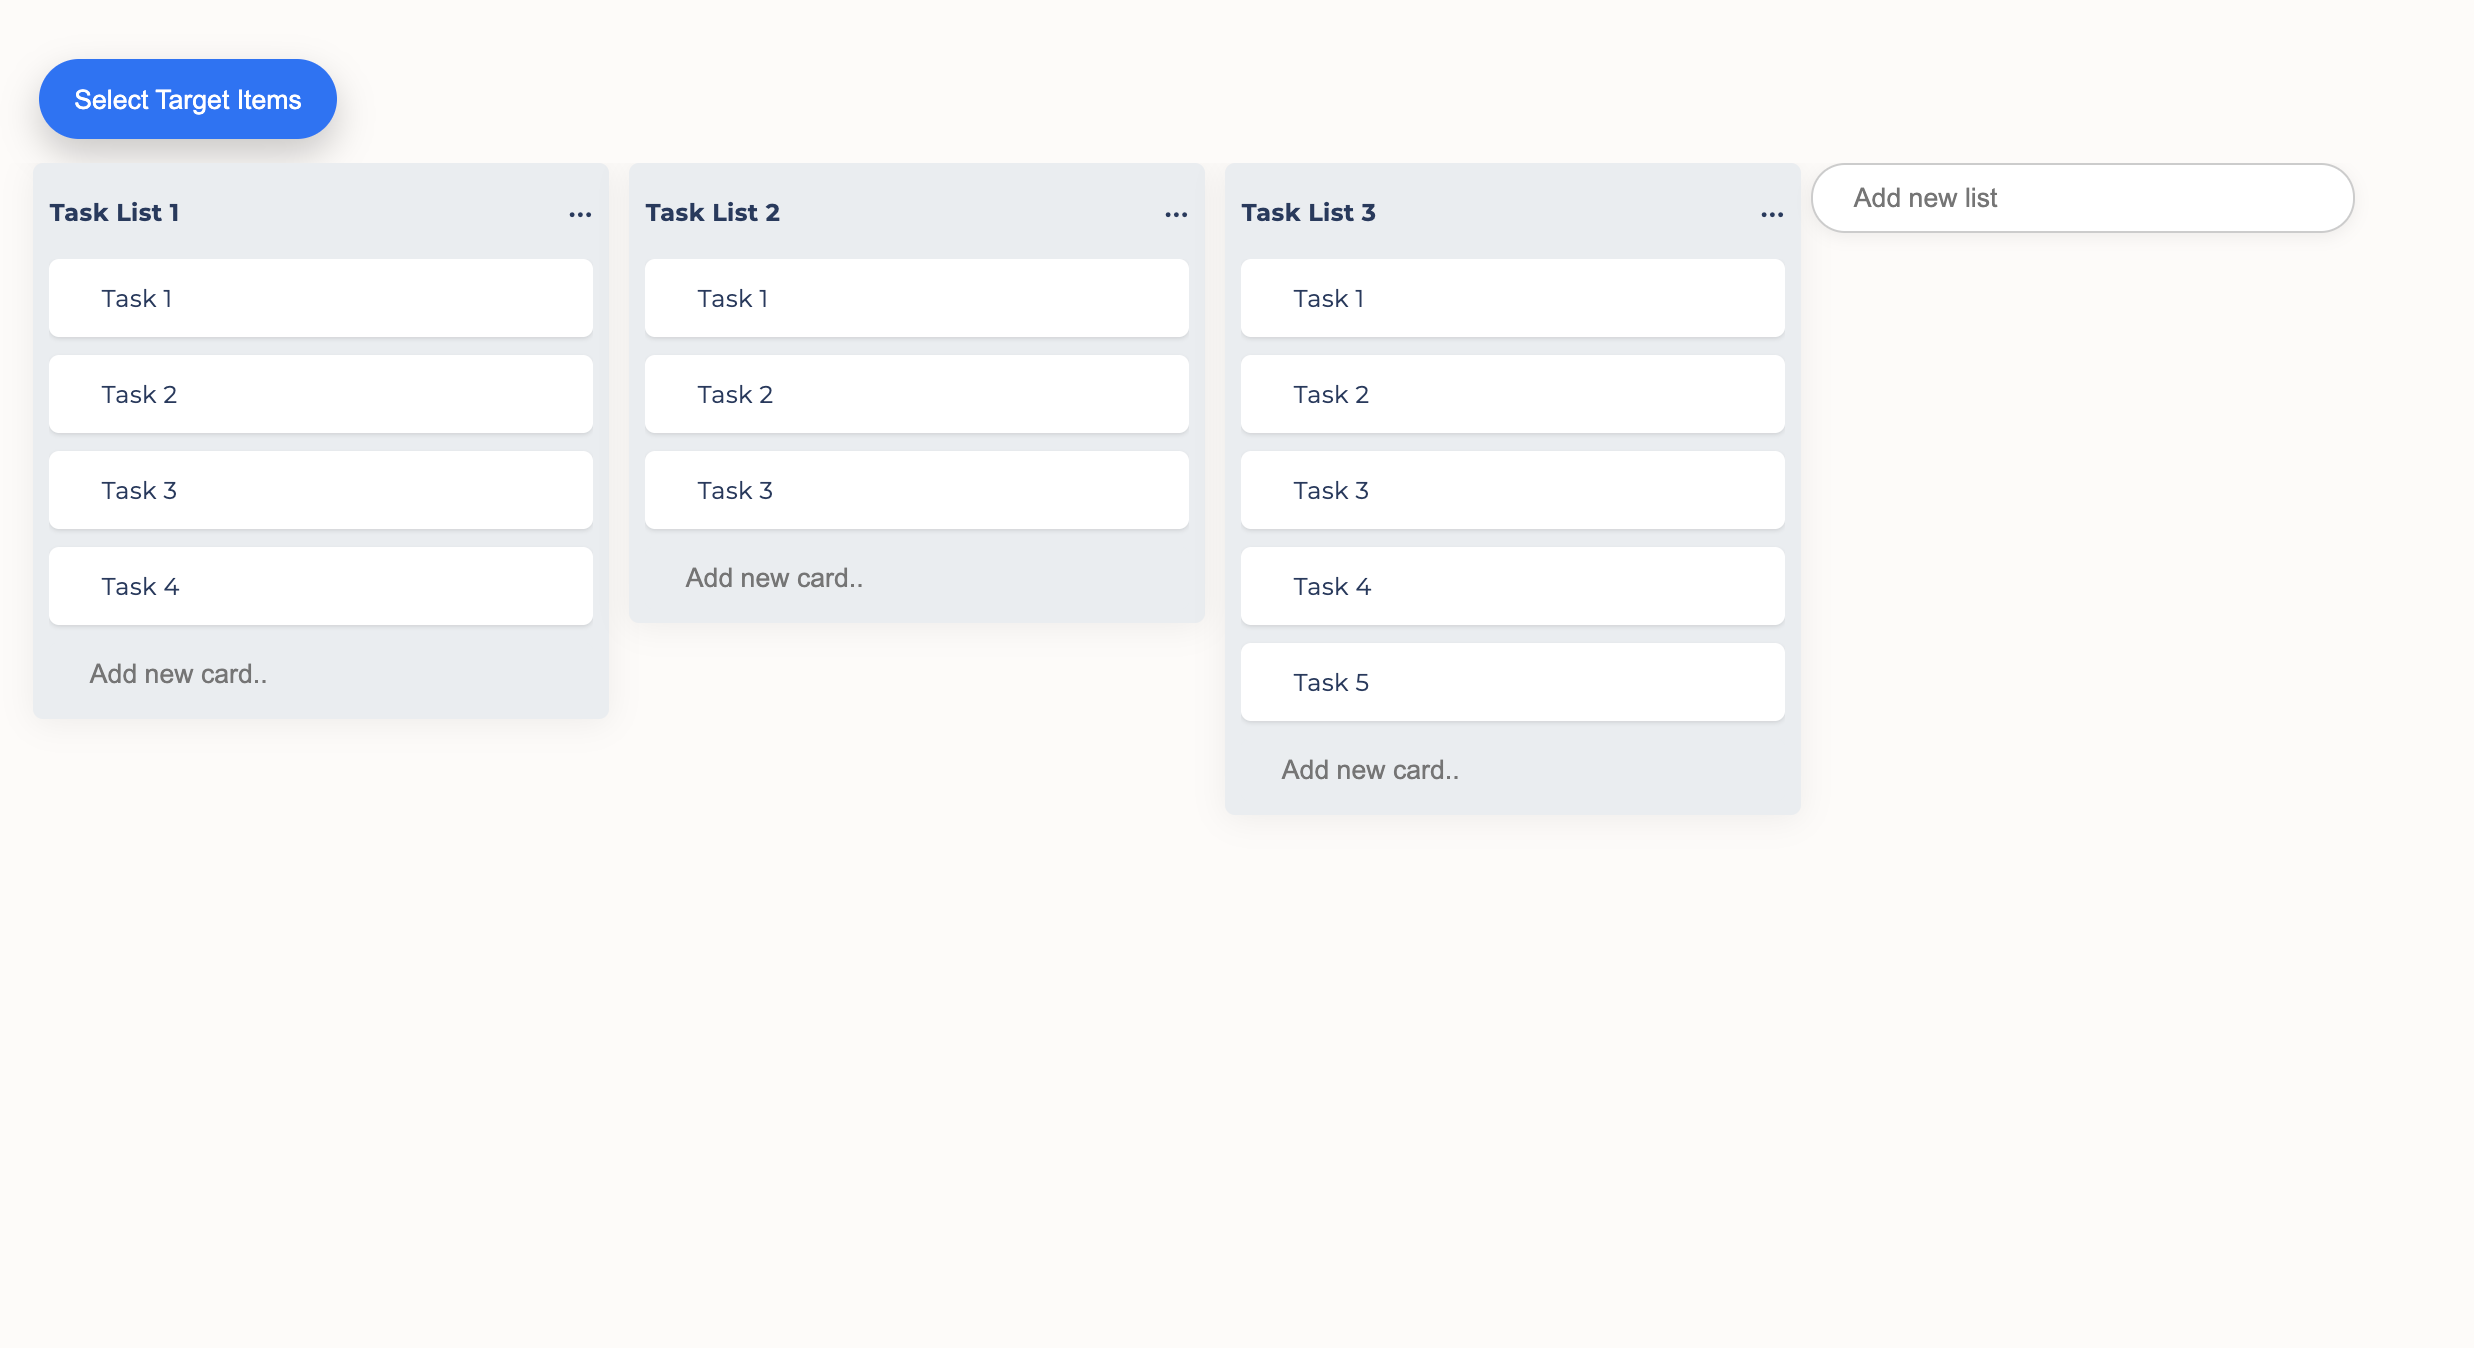 Select Target Items
Task List 1
...
Task 1
Task 2
Task 3
Task 4
Add new card..
Task List 2
...
Task 1
Task 2
Task 3
Add new card..
Task List 3
...
Task 1
Task 2
Task 3
Task 4
Task 5
Add new card..
Add new list